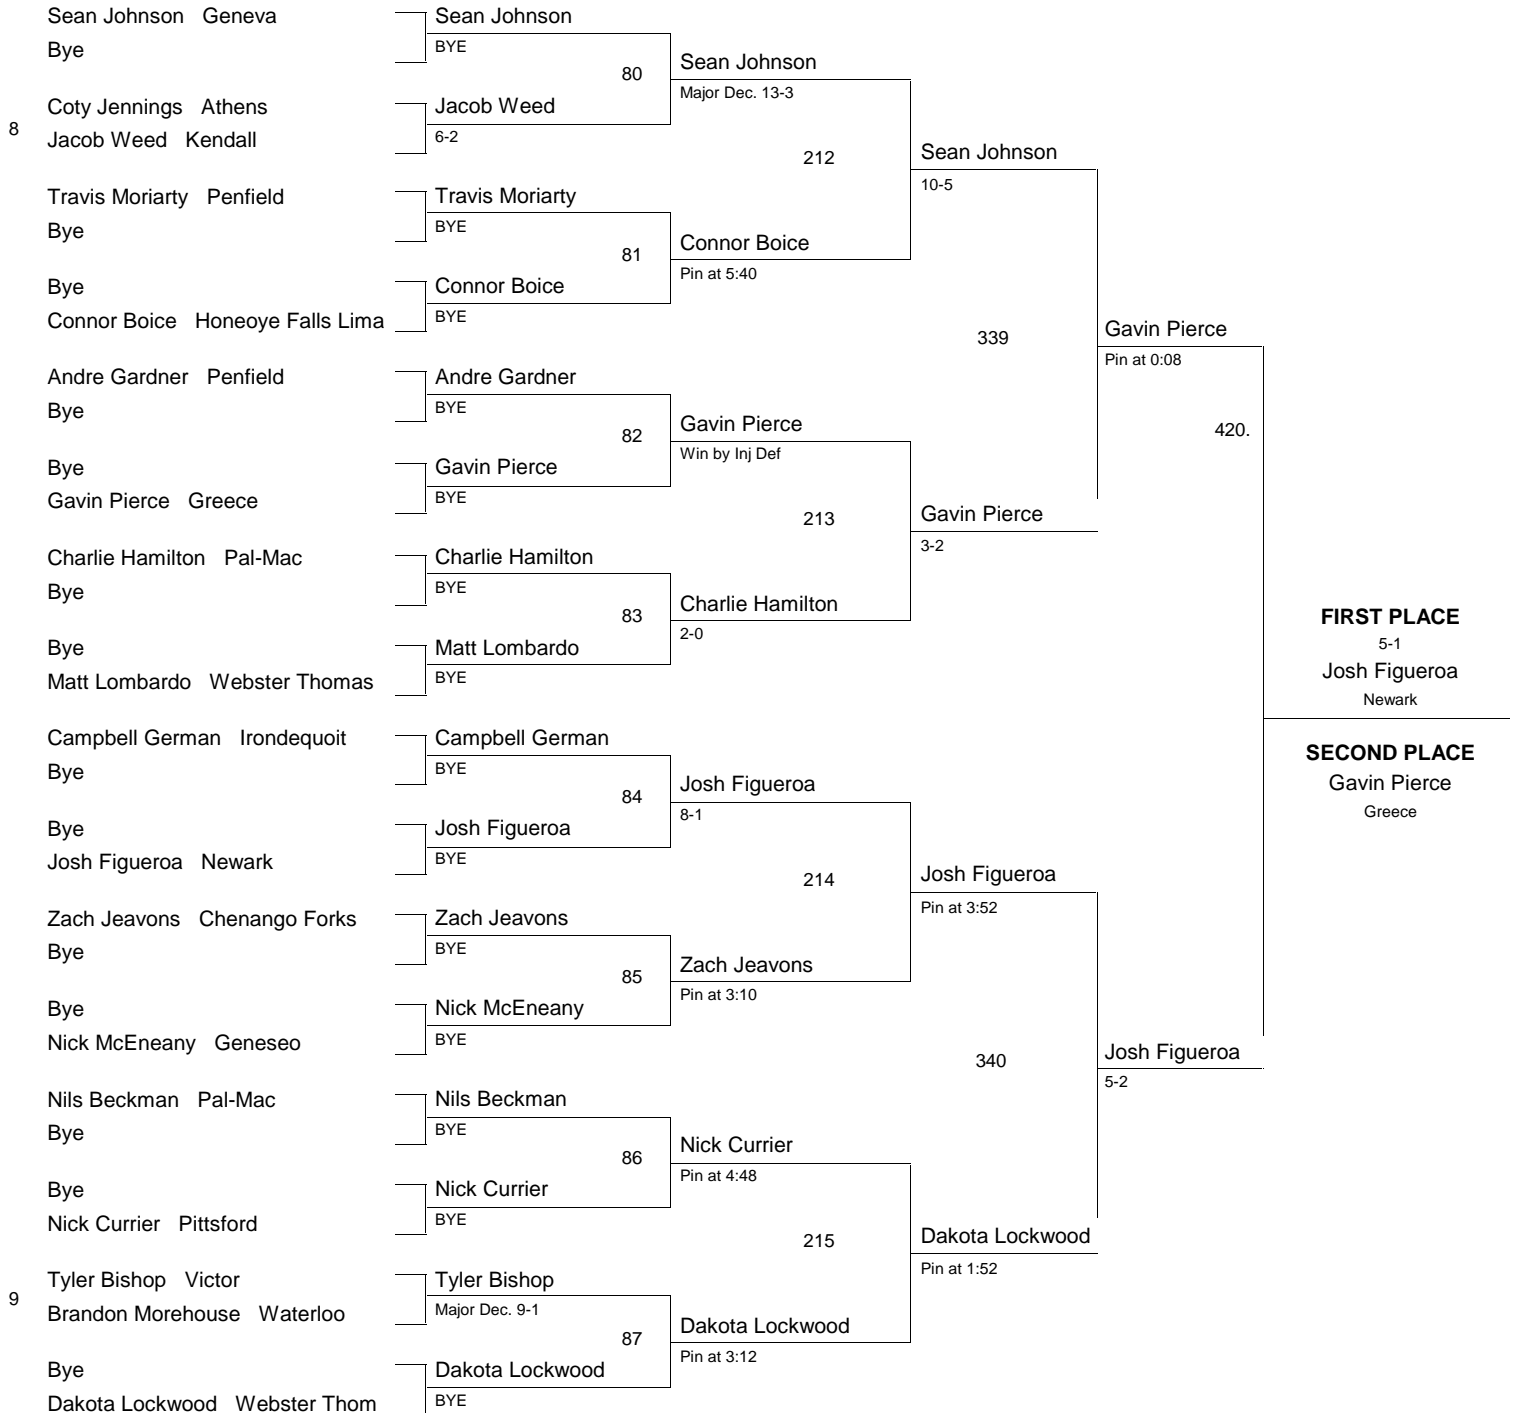 Sean Johnson Geneva
Bye
8
Coty Jennings Athens
Jacob Weed Kendall
Travis Moriarty Penfield
Bye
Bye
Connor Boice Honeoye Falls Lima
Andre Gardner Penfield
Bye
Bye
Gavin Pierce Greece
Charlie Hamilton Pal-Mac
Bye
Bye
Matt Lombardo Webster Thomas
Campbell German Irondequoit
Bye
Bye
Josh Figueroa Newark
Zach Jeavons Chenango Forks
Bye
Bye
Nick McEneany Geneseo
Nils Beckman Pal-Mac
Bye
Bye
Nick Currier Pittsford
9
Tyler Bishop Victor
Brandon Morehouse Waterloo
Bye
Dakota Lockwood Webster Thom
Sean Johnson
BYE
80
Jacob Weed
6-2
Travis Moriarty
BYE
81
Connor Boice
BYE
Andre Gardner
BYE
82
Gavin Pierce
BYE
Charlie Hamilton
BYE
83
Matt Lombardo
BYE
Campbell German
BYE
84
Josh Figueroa
BYE
Zach Jeavons
BYE
85
Nick McEneany
BYE
Nils Beckman
BYE
86
Nick Currier
BYE
Tyler Bishop
Major Dec. 9-1
87
Dakota Lockwood
BYE
Sean Johnson
Major Dec. 13-3
212
Connor Boice
Pin at 5:40
Gavin Pierce
Win by Inj Def
213
Charlie Hamilton
2-0
Josh Figueroa
8-1
214
Zach Jeavons
Pin at 3:10
Nick Currier
Pin at 4:48
215
Dakota Lockwood
Pin at 3:12
Sean Johnson
10-5
339
Gavin Pierce
3-2
Josh Figueroa
Pin at 3:52
340
Dakota Lockwood
Pin at 1:52
Gavin Pierce
Pin at 0:08
420.
Josh Figueroa
5-2
FIRST PLACE
5-1
Josh Figueroa
Newark
SECOND PLACE
Gavin Pierce
Greece